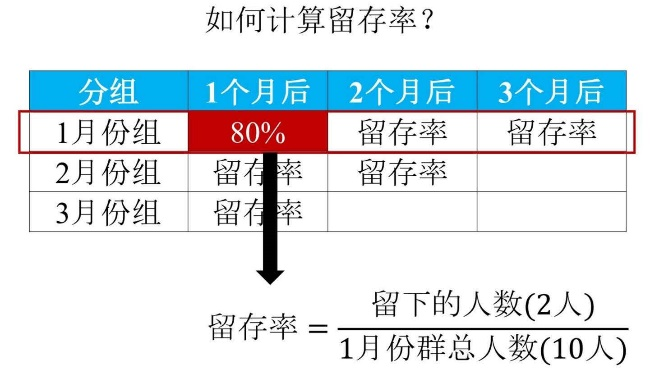 如何计算留存率？
分组 1个月后 2个月后 3个月后
1月份组 80% 留存率 留存率
2月份组 留存率 留存率
3月份组 留存率
留存率 = 留下的人数(2人)
1月份群总人数(10人)